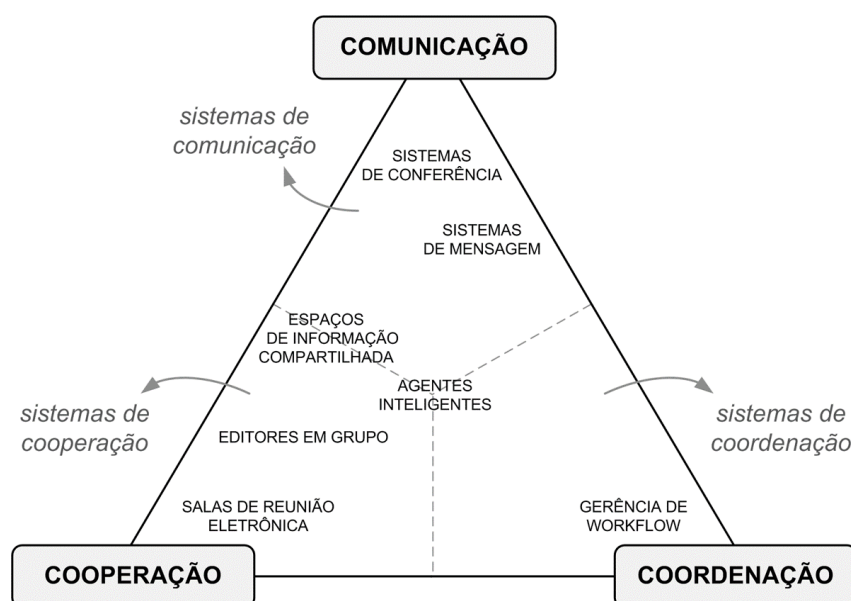 COMUNICAÇÃO
sistemas de
comunicação
SISTEMAS
DE CONFERÊNCIA
SISTEMAS
DE MENSAGEM
ESPAÇOS
DE INFORMAÇÃO
COMPARTILHADA
AGENTES
INTELIGENTES
sistemas de
cooperação
sistemas de
coordenação
EDITORES EM GRUPO
SALAS DE REUNIÃO
ELETRÔNICA
GERÊNCIA DE
WORKFLOW
COOPERAÇÃO
COORDENAÇÃO